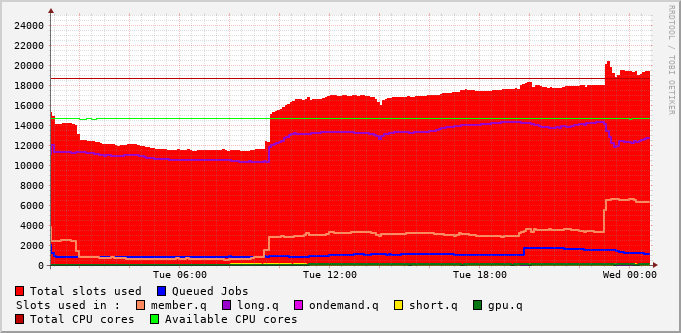 24000
22000
20000
18000
16000
14000
12000
10000
8000
6000
4000
2000
0
Tue 06:00 Tue 12:00 Tue 18:00 Wed 00:00
RRDTOOL / TOBI OETIKER
Total slots used Queued Jobs
Slots used in : member.q long.q ondemand.q short.q gpu.q
Total CPU cores Available CPU cores